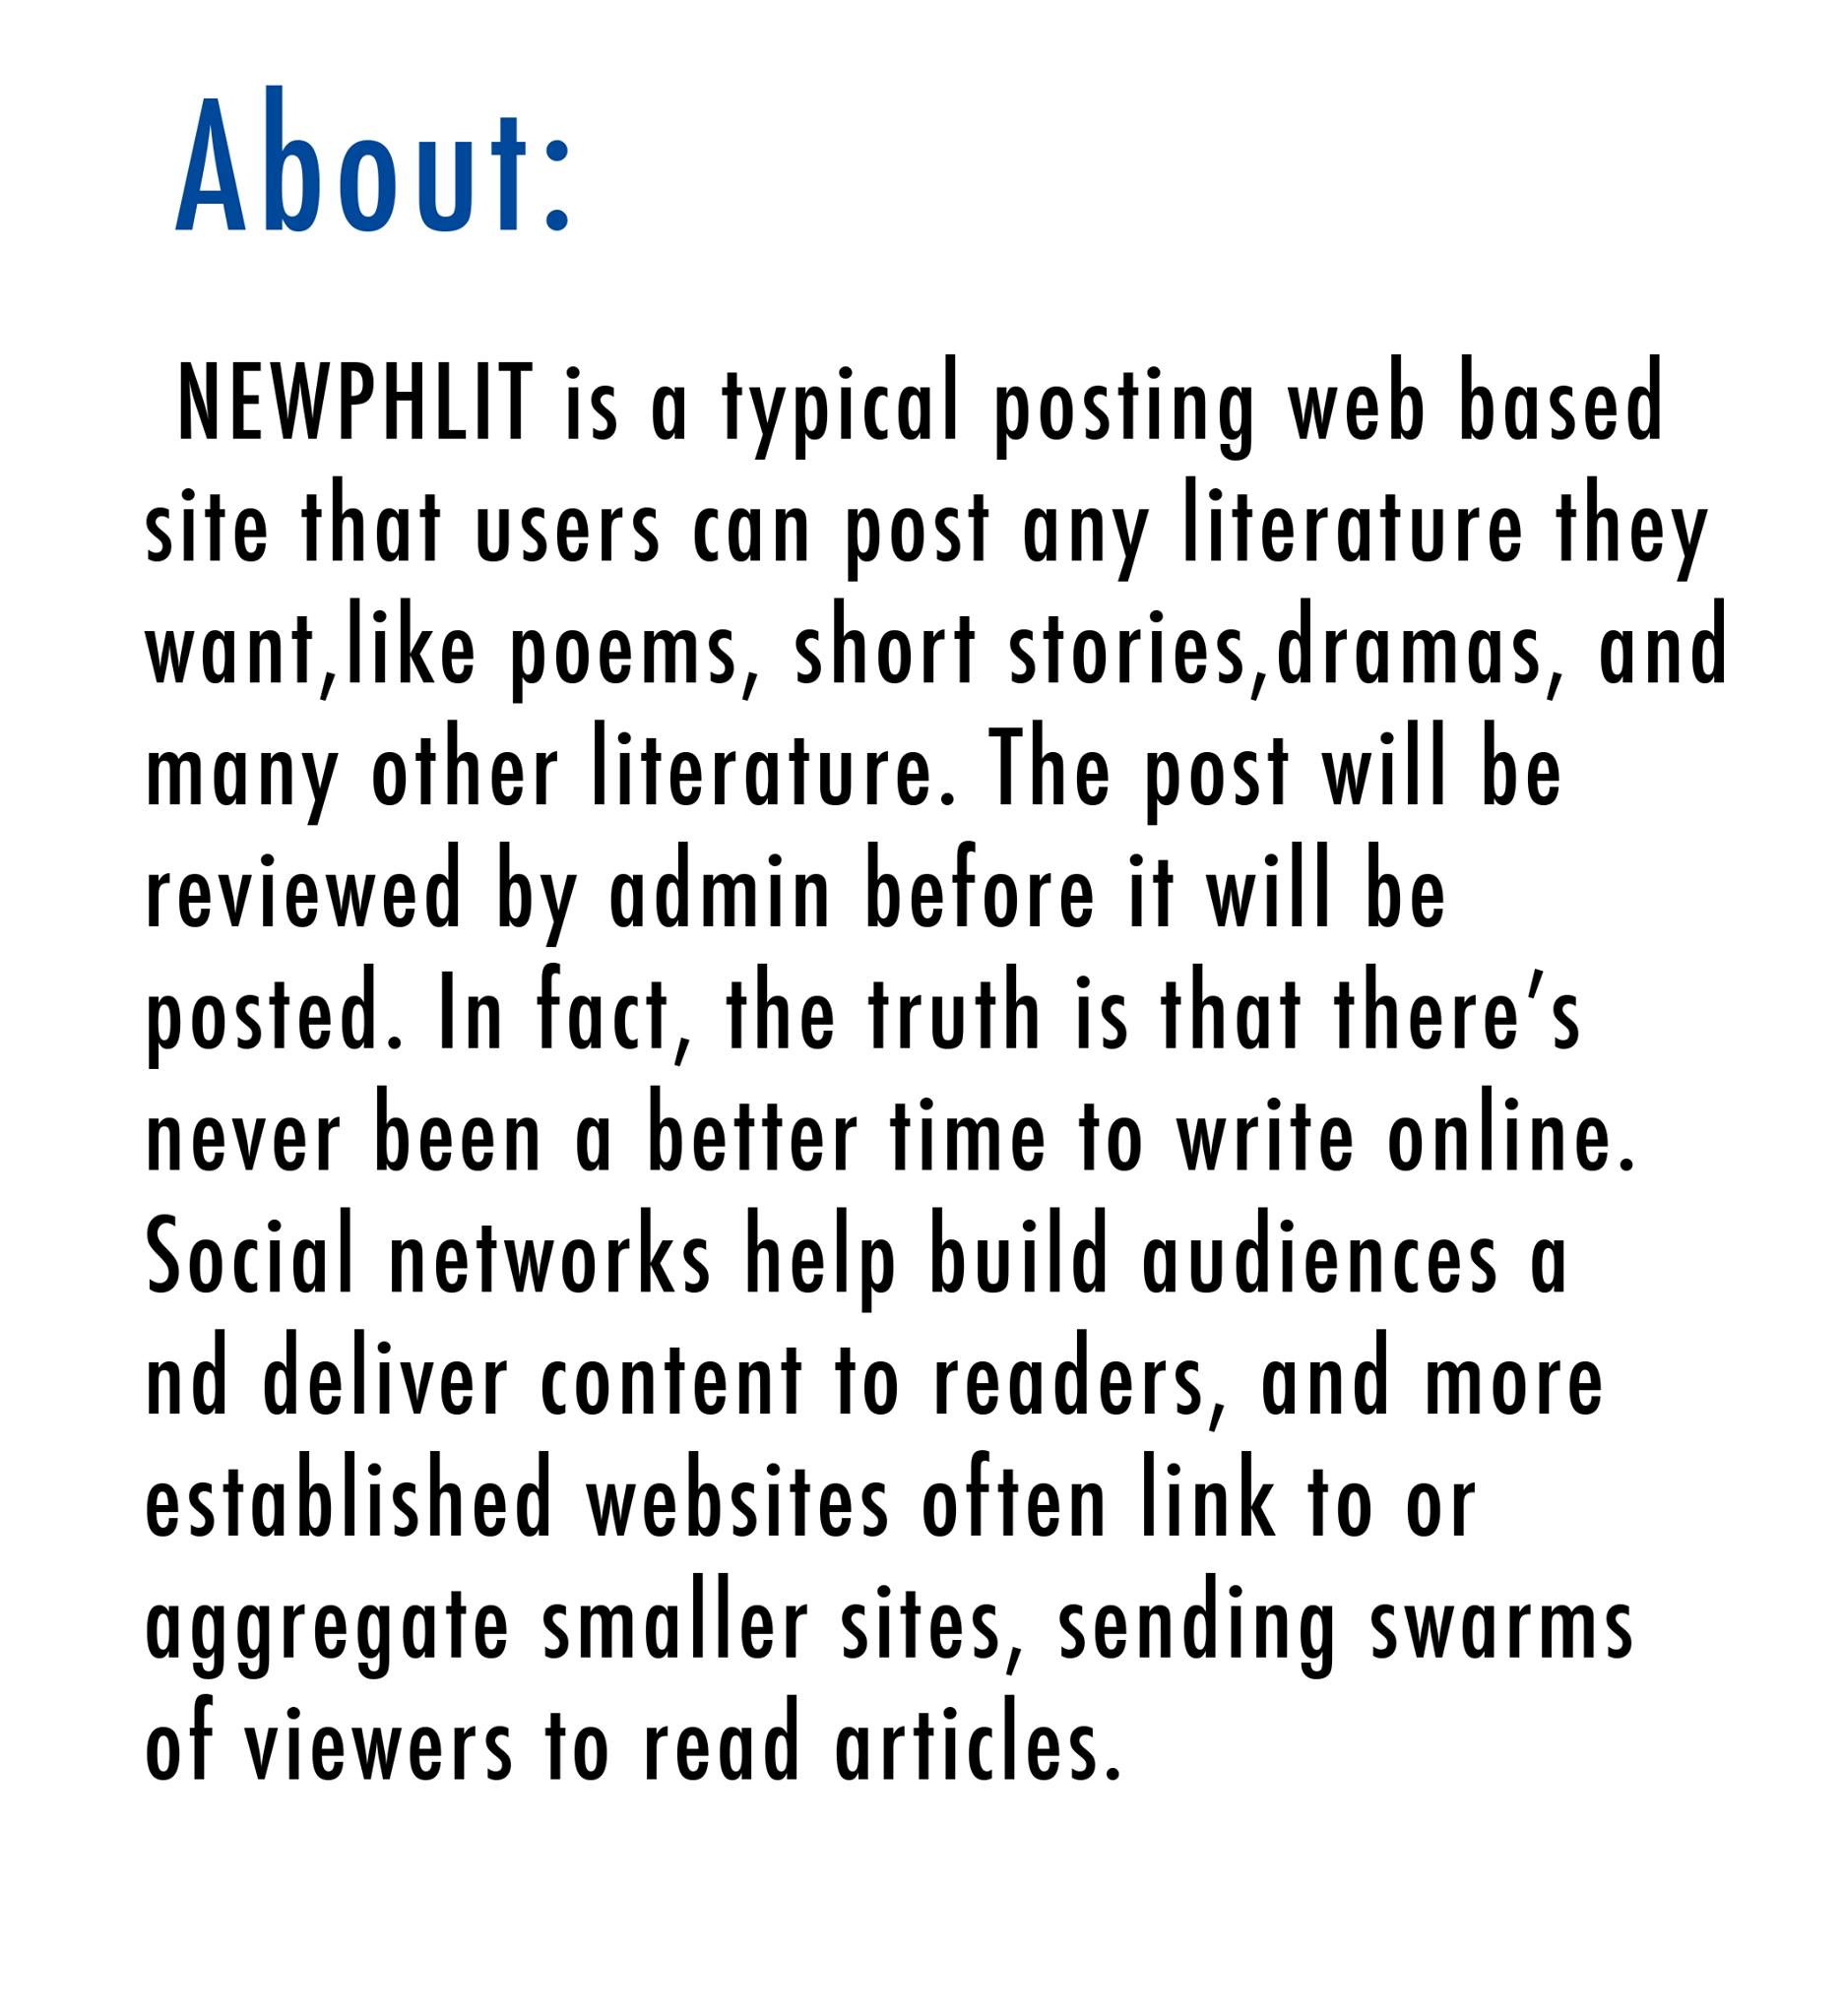 About:
NEWPHLIT is a typical posting web based
site that users can post any literature they
want,like poems, short stories,dramas, and
many other literature. The post will be
reviewed by admin before it will be
posted. In fact, the truth is that there's
never been a better time to write online.
Social networks help build audiences a
nd deliver content to readers, and more
established websites often link to or
aggregate smaller sites, sending swarms
of viewers to read articles.